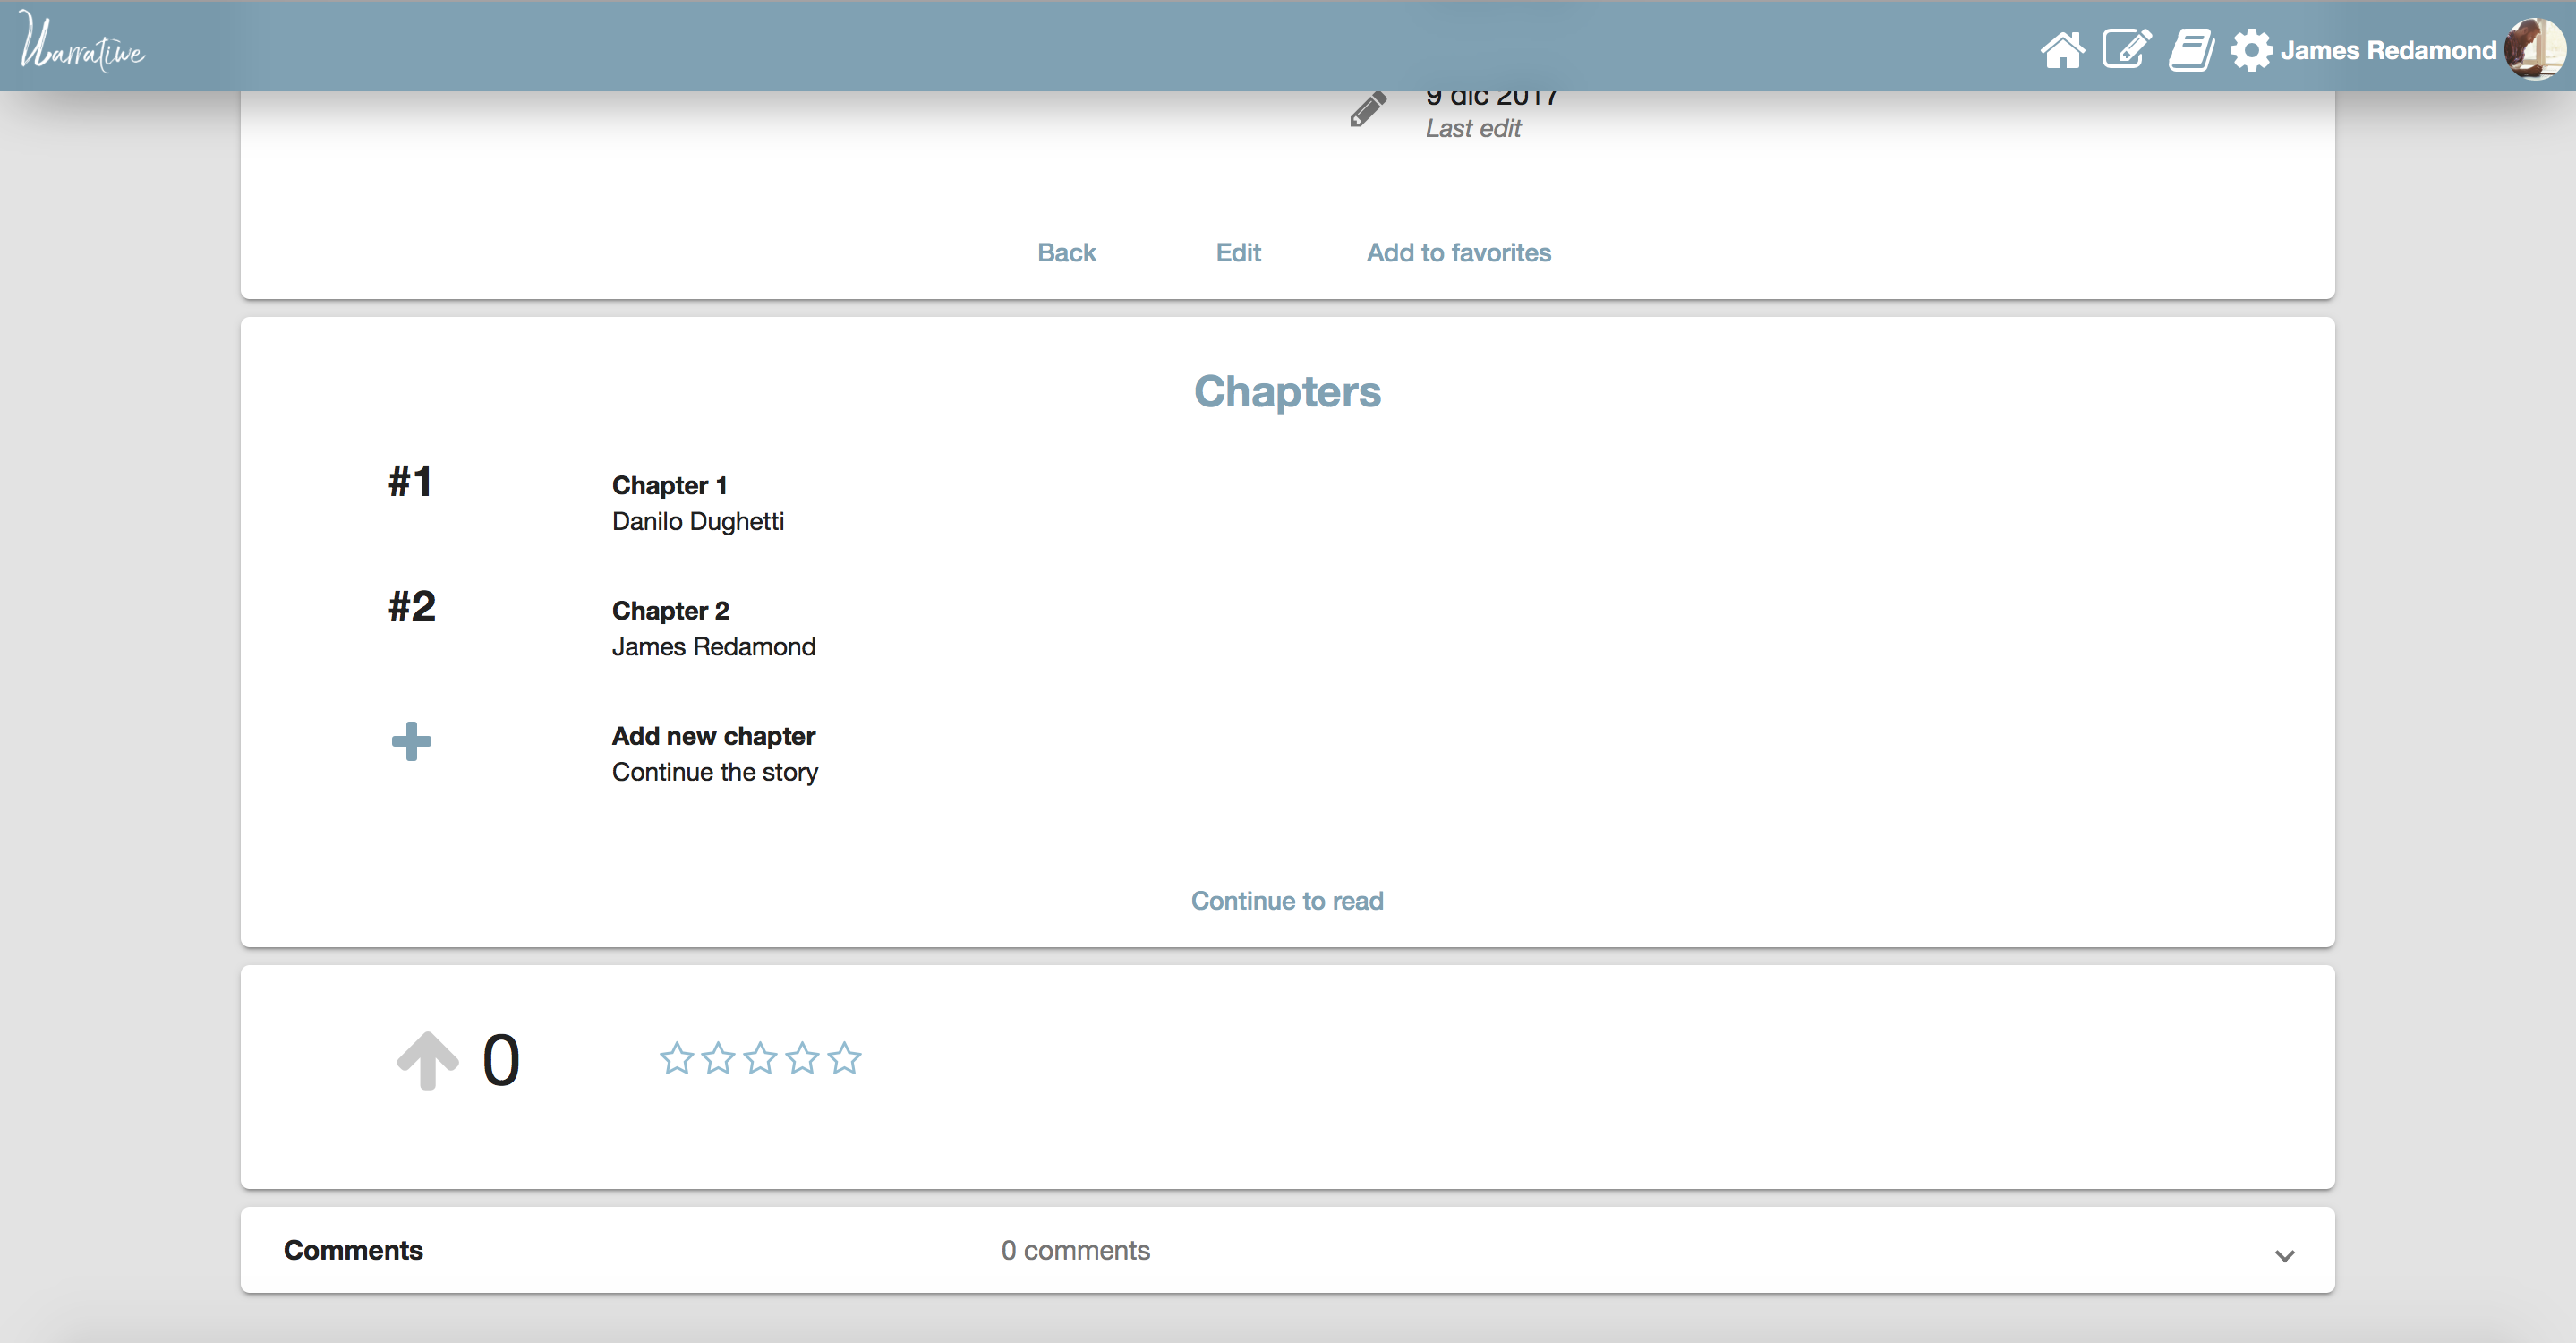 Narratiwe
James Redamond
9 dic 2017
Last edit
Back Edit Add to favorites
Chapters
#1 Chapter 1
Danilo Dughetti
#2 Chapter 2
James Redamond
Add new chapter
Continue the story
Continue to read
0
Comments 0 comments